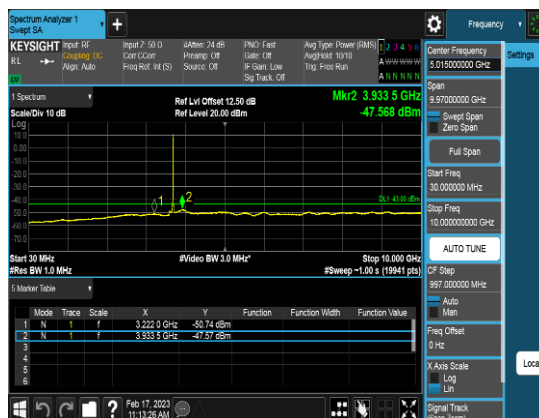 Spectrum Analyzer 1
Swept SA
Frequency
KEYSIGHT
RL
Input: RF
Coupling: DC
Align: Auto
Input Z: 50 Ω
Corr CCorr
Freq Ref: Int (S)
#Atten: 24 dB
Preamp: Off
Source: Off
PNO: Fast
Gate: Off
IF Gain: Low
Sig Track: Off
Avg Type: Power (RMS)
Avg|Hold: 10/10
Trig: Free Run
1 2 3 4 5 6
A W W W W W
A N N N N N
1 Spectrum
Scale/Div 10 dB
Ref Lvl Offset 12.50 dB
Ref Level 20.00 dBm
Mkr2 3.933 5 GHz
-47.568 dBm
Log
10.0
0.00
-10.0
-20.0
-30.0
-40.0
-50.0
-60.0
-70.0
1
2
Start 30 MHz
#Res BW 1.0 MHz
#Video BW 3.0 MHz*
Stop 10.000 GHz
#Sweep ~1.00 s (19941 pts)
5 Marker Table
Mode Trace Scale X Y Function Function Width Function Value
1 N 1 f 3.222 0 GHz -50.74 dBm
2 N 1 f 3.933 5 GHz -47.57 dBm
3
4
5
6
Feb 17, 2023
11:13:26 AM
Center Frequency
5.015000000 GHz
Span
9.97000000 GHz
Swept Span
Zero Span
Full Span
Start Freq
30.000000 MHz
Stop Freq
10.000000000 GHz
AUTO TUNE
CF Step
997.000000 MHz
Auto
Man
Freq Offset
0 Hz
X Axis Scale
Log
Lin
Signal Track
Settings
Loca